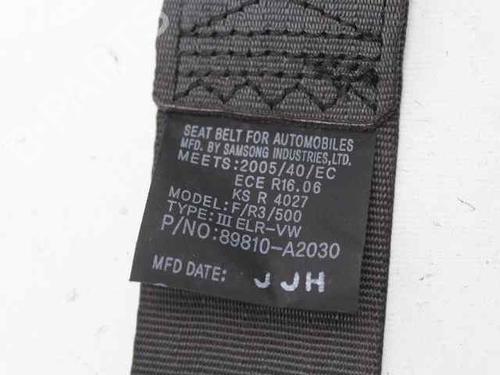 SEAT BELT FOR AUTOMOBILES
MFD. BY SAMSONG INDUSTRIES,LTD.
MEETS:2005/40/EC
ECE R16.06
KS R 4027
MODEL:F/R3/500
TYPE:III ELR-VW
P/NO:89810-A2030
MFD DATE: JJH